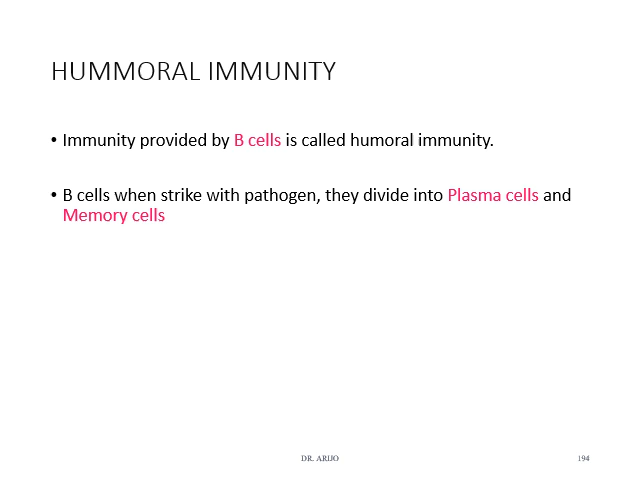 HUMMORAL IMMUNITY
• Immunity provided by B cells is called humoral immunity.
• B cells when strike with pathogen, they divide into Plasma cells and
Memory cells
DR. ARIJO
194